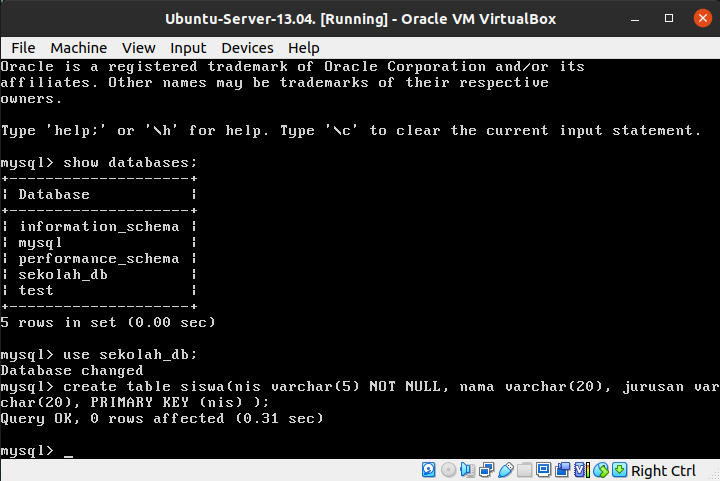 Ubuntu-Server-13.04. [Running] - Oracle VM VirtualBox
File Machine View Input Devices Help
Oracle is a registered trademark of Oracle Corporation and/or its
affiliates. Other names may be trademarks of their respective
owners.
Type 'help;' or '\h' for help. Type '\c' to clear the current input statement.
mysql> show databases;
+--------------------+
| Database           |
+--------------------+
| information_schema |
| mysql              |
| performance_schema |
| sekolah_db         |
| test               |
+--------------------+
5 rows in set (0.00 sec)
mysql> use sekolah_db;
Database changed
mysql> create table siswa(nis varchar(5) NOT NULL, nama varchar(20), jurusan var
char(20), PRIMARY KEY (nis) );
Query OK, 0 rows affected (0.31 sec)
mysql> _
Right Ctrl